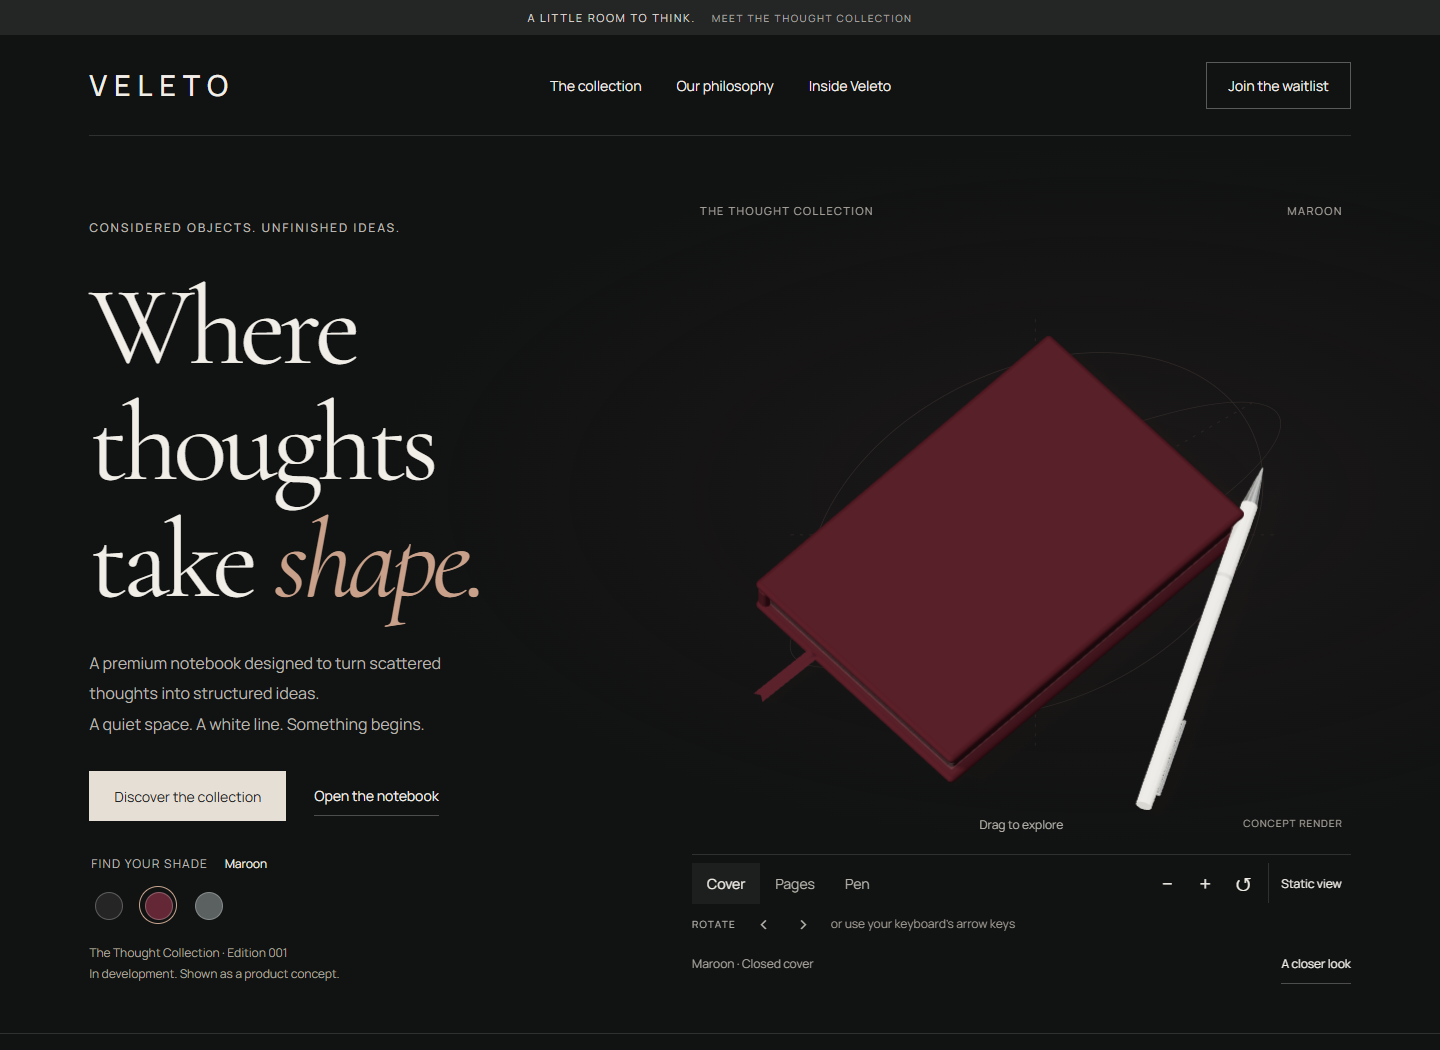 A LITTLE ROOM TO THINK. MEET THE THOUGHT COLLECTION
VELETO
The collection
Our philosophy
Inside Veleto
Join the waitlist
CONSIDERED OBJECTS. UNFINISHED IDEAS.
Where
thoughts
take shape.
A premium notebook designed to turn scattered
thoughts into structured ideas.
A quiet space. A white line. Something begins.
Discover the collection
Open the notebook
FIND YOUR SHADE Maroon
The Thought Collection · Edition 001
In development. Shown as a product concept.
THE THOUGHT COLLECTION
MAROON
Drag to explore
CONCEPT RENDER
Cover
Pages
Pen
− + ↺
Static view
ROTATE
or use your keyboard's arrow keys
Maroon · Closed cover
A closer look